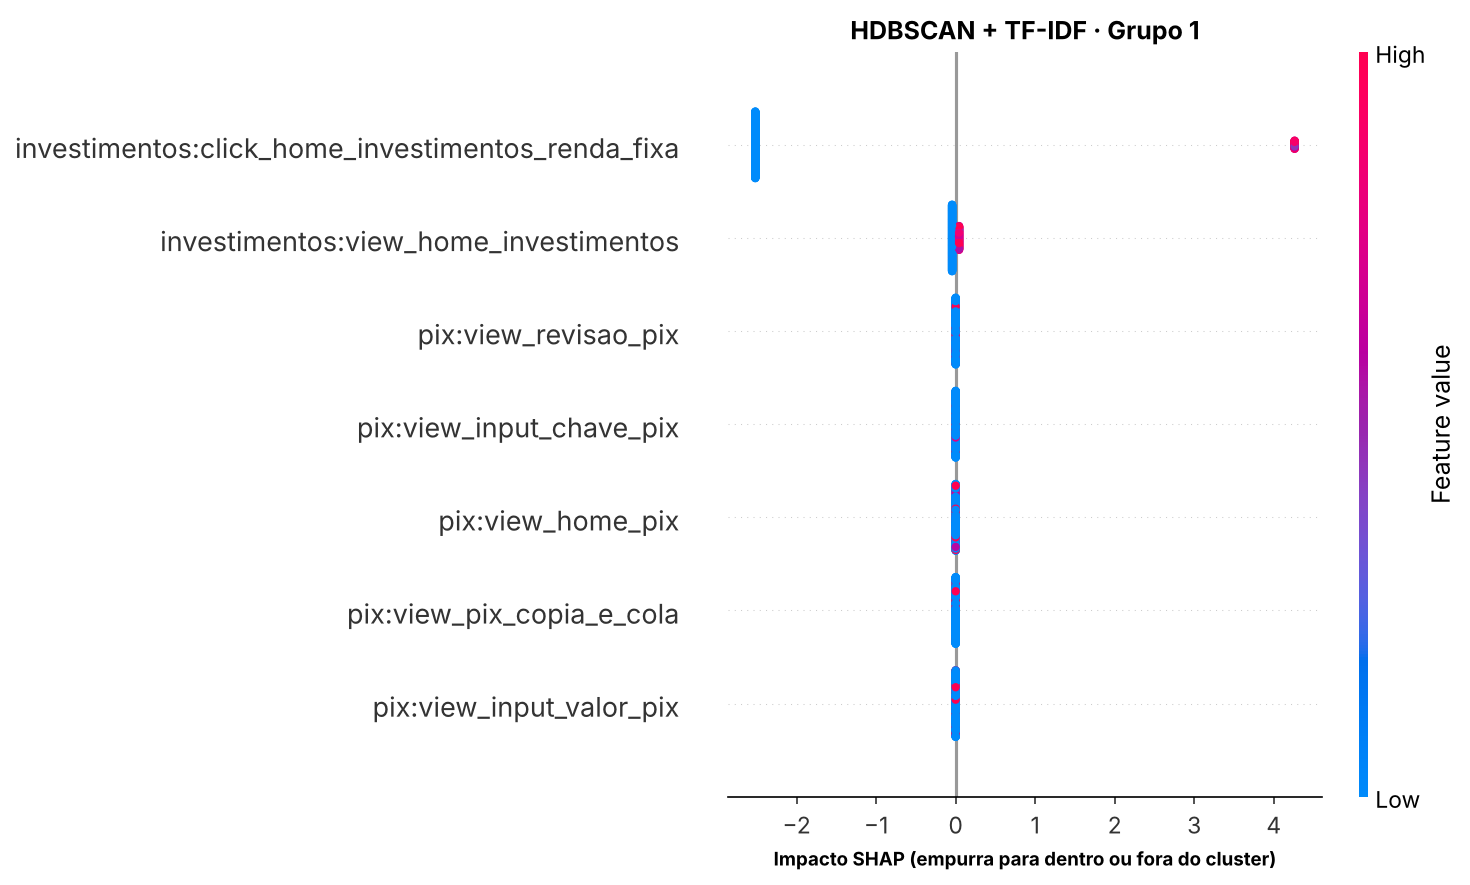 HDBSCAN + TF-IDF · Grupo 1
High
investimentos:click_home_investimentos_renda_fixa
investimentos:view_home_investimentos
pix:view_revisao_pix
pix:view_input_chave_pix
pix:view_home_pix
pix:view_pix_copia_e_cola
pix:view_input_valor_pix
Feature value
Low
−2 −1 0 1 2 3 4
Impacto SHAP (empurra para dentro ou fora do cluster)